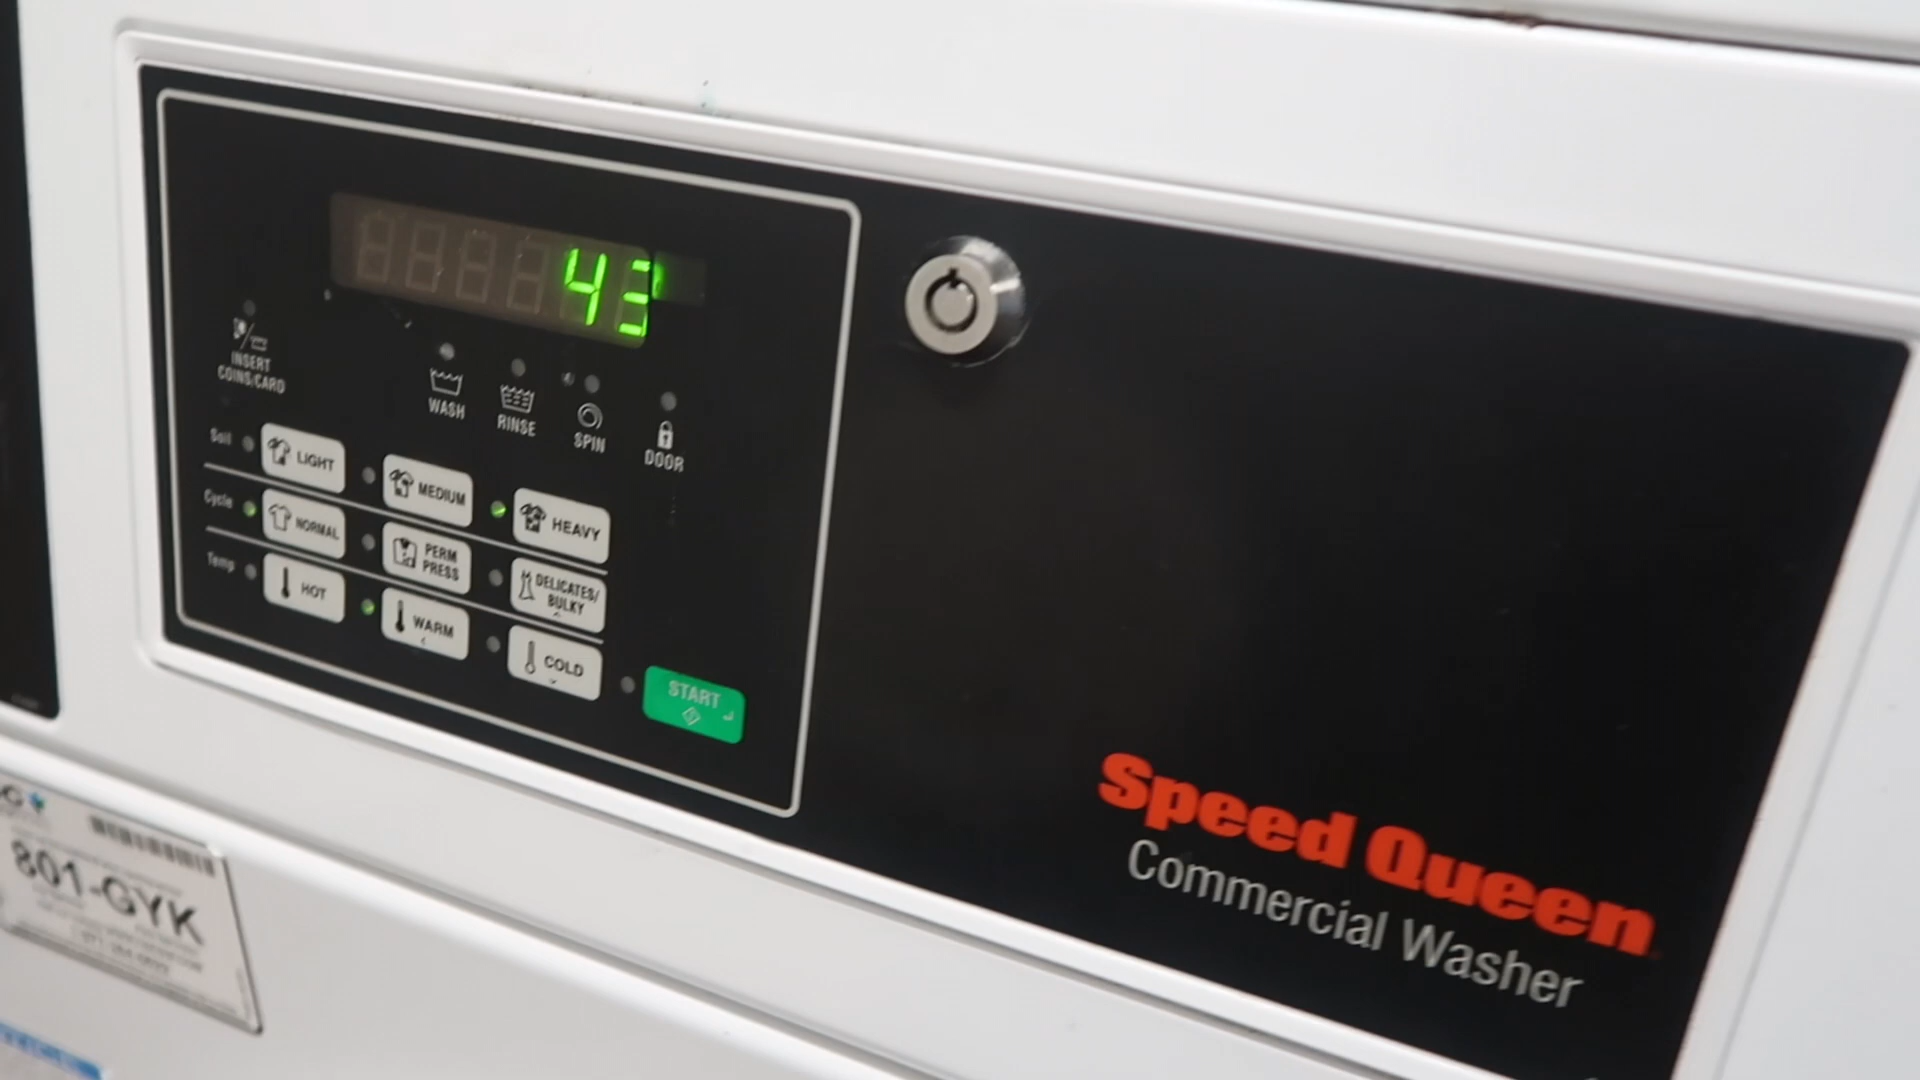 43
INSERT
COINS/CARD
WASH
RINSE
SPIN
DOOR
Soil
LIGHT
MEDIUM
HEAVY
Cycle
NORMAL
PERM
PRESS
DELICATES/
BULKY
Temp
HOT
WARM
COLD
START
Speed Queen
Commercial Washer
801-GYK